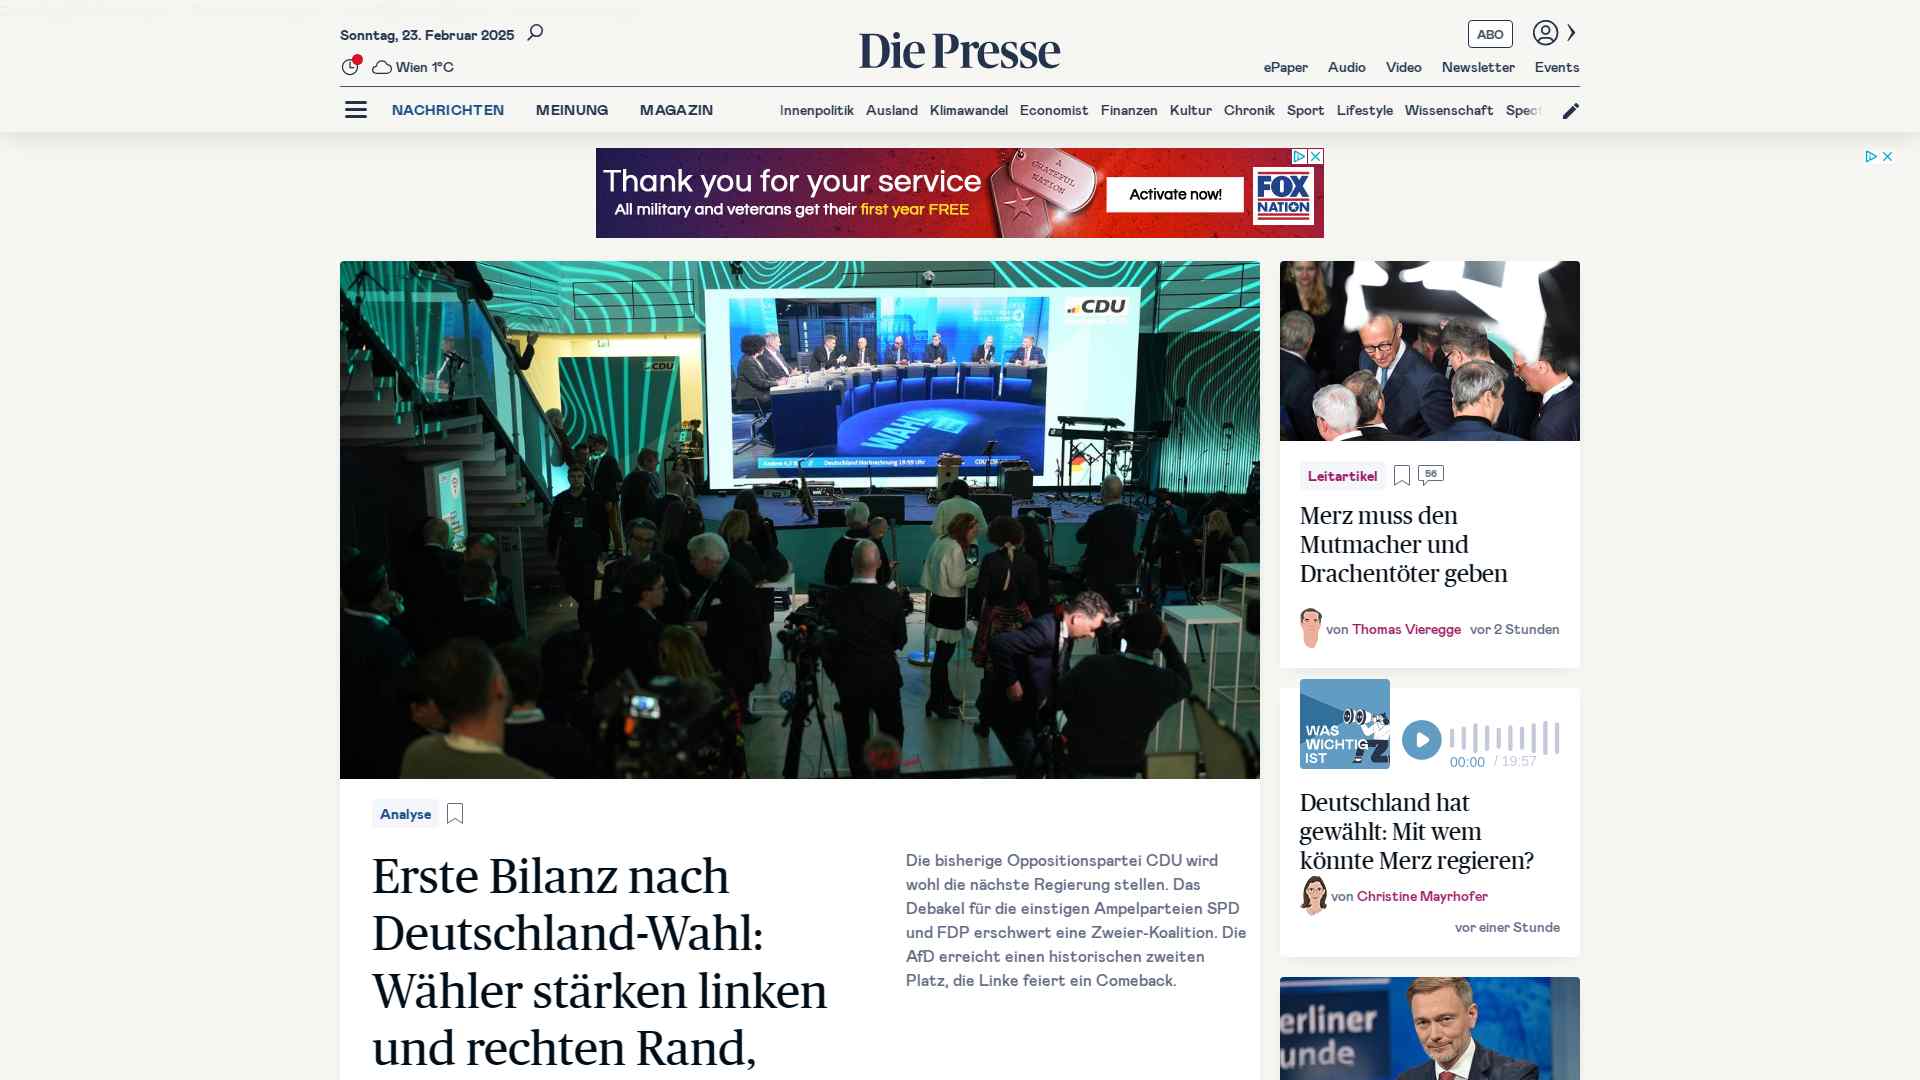 Sonntag, 23. Februar 2025
Wien 1°C
Die Presse
ABO
ePaper Audio Video Newsletter Events
NACHRICHTEN MEINUNG MAGAZIN
Innenpolitik Ausland Klimawandel Economist Finanzen Kultur Chronik Sport Lifestyle Wissenschaft Spect
Thank you for your service
All military and veterans get their first year FREE
A GRATEFUL NATION
Activate now!
FOX NATION
CDU
CDU
WAHL
Analyse
Erste Bilanz nach
Deutschland-Wahl:
Wähler stärken linken
und rechten Rand,
Die bisherige Oppositionspartei CDU wird
wohl die nächste Regierung stellen. Das
Debakel für die einstigen Ampelparteien SPD
und FDP erschwert eine Zweier-Koalition. Die
AfD erreicht einen historischen zweiten
Platz, die Linke feiert ein Comeback.
Leitartikel 56
Merz muss den
Mutmacher und
Drachentöter geben
von Thomas Vieregge vor 2 Stunden
WAS
WICHTIG
IST
00:00 / 19:57
Deutschland hat
gewählt: Mit wem
könnte Merz regieren?
von Christine Mayrhofer
vor einer Stunde
erliner
unde